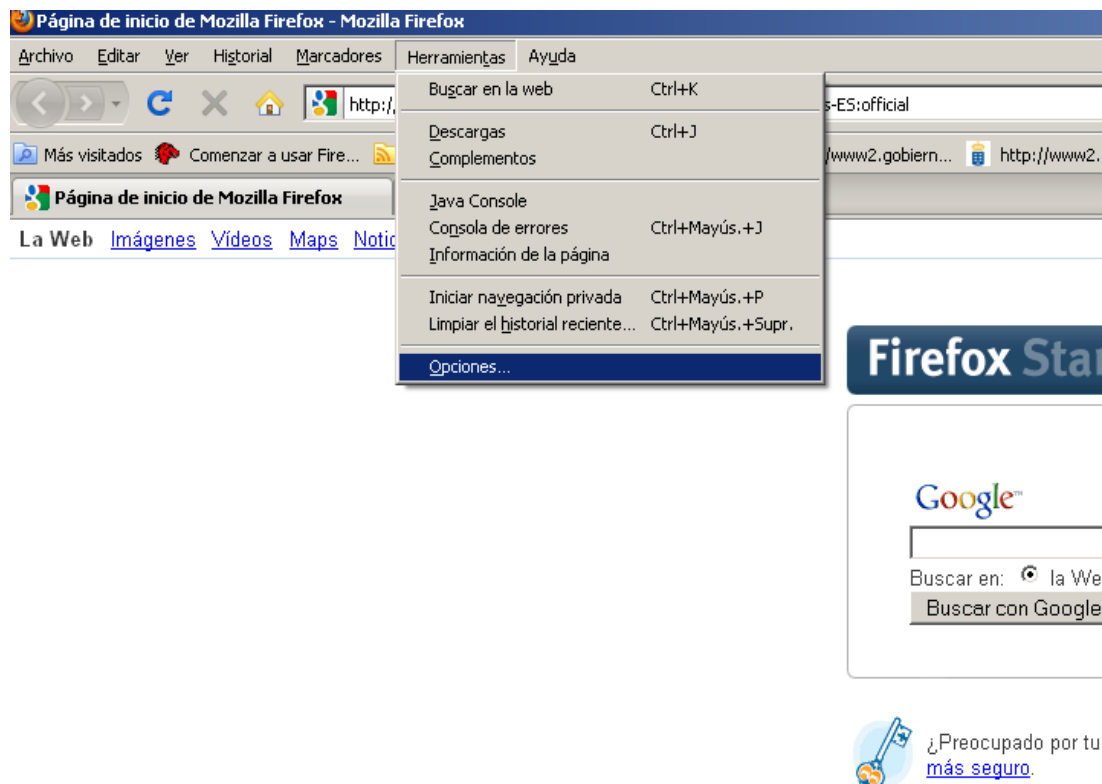 Página de inicio de Mozilla Firefox - Mozilla Firefox
Archivo Editar Ver Historial Marcadores Herramientas Ayuda
http:/ s-ES:official
Más visitados Comenzar a usar Fire... /www2.gobiern... http://www2.
Página de inicio de Mozilla Firefox
La Web Imágenes Vídeos Maps Notic
Buscar en la web Ctrl+K
Descargas Ctrl+J
Complementos
Java Console
Consola de errores Ctrl+Mayús.+J
Información de la página
Iniciar navegación privada Ctrl+Mayús.+P
Limpiar el historial reciente... Ctrl+Mayús.+Supr.
Opciones...
Firefox Star
Google™
Buscar en: la We
Buscar con Google
¿Preocupado por tu
más seguro.